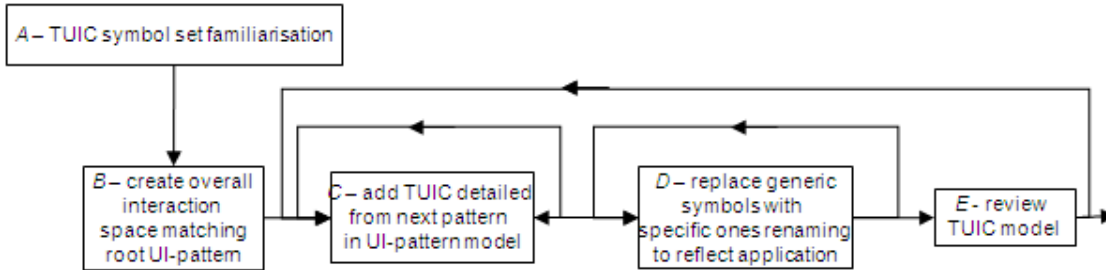 A – TUIC symbol set familiarisation
B – create overall
interaction
space matching
root UI-pattern
C – add TUIC detailed
from next pattern
in UI-pattern model
D – replace generic
symbols with
specific ones renaming
to reflect application
E - review
TUIC model